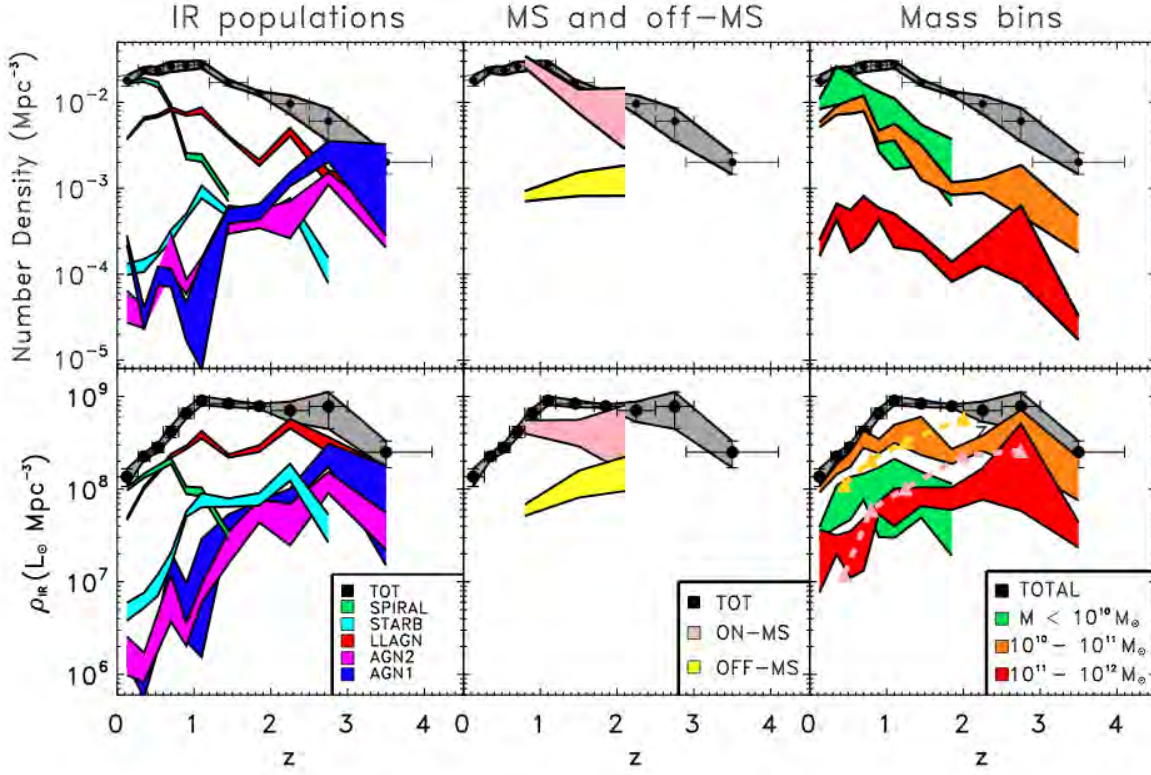 IR populations
MS and off−MS
Mass bins
Number Density (Mpc⁻³)
10⁻²
10⁻³
10⁻⁴
10⁻⁵
ρIR(L⊙ Mpc⁻³)
10⁹
10⁸
10⁷
10⁶
TOT
SPIRAL
STARB
LLAGN
AGN2
AGN1
TOT
ON−MS
OFF−MS
TOTAL
M < 10¹⁰ M⊙
10¹⁰ − 10¹¹ M⊙
10¹¹ − 10¹² M⊙
0 1 2 3 4
0 1 2 3 4
0 1 2 3 4
z
z
z